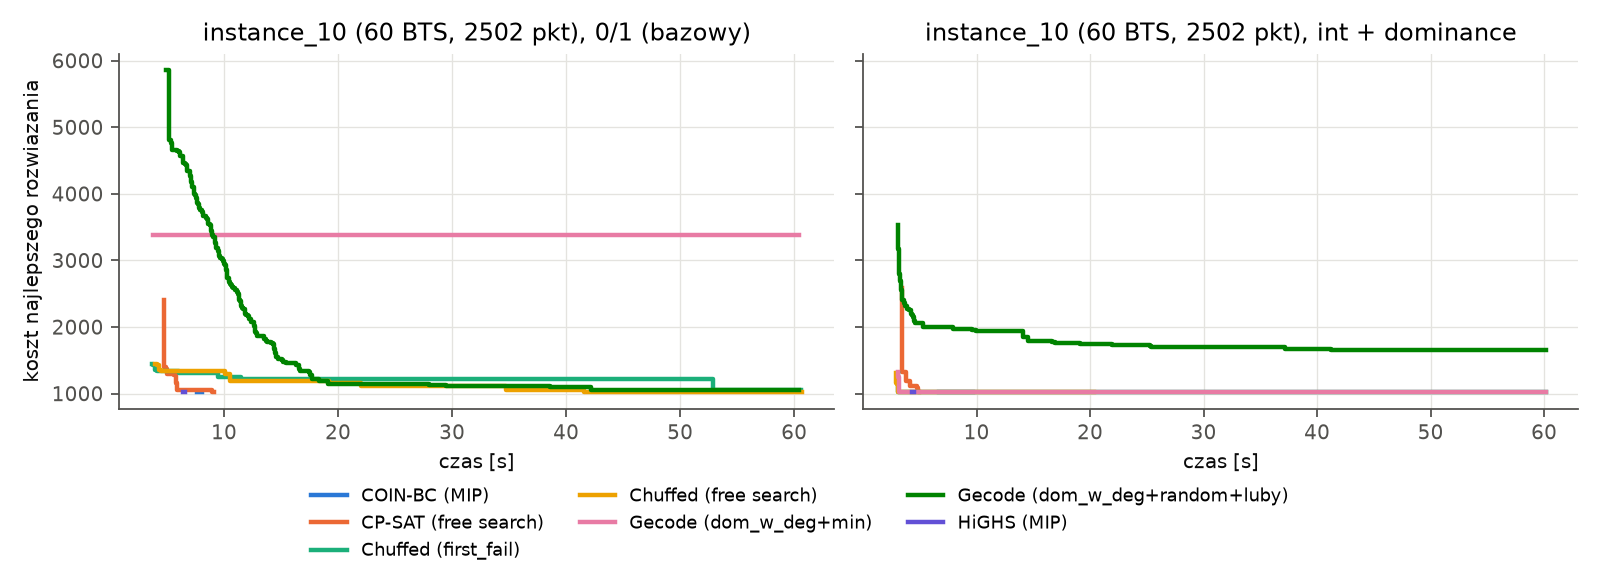 instance_10 (60 BTS, 2502 pkt), 0/1 (bazowy)
instance_10 (60 BTS, 2502 pkt), int + dominance
koszt najlepszego rozwiazania
6000
5000
4000
3000
2000
1000
10 20 30 40 50 60
10 20 30 40 50 60
czas [s]
czas [s]
COIN-BC (MIP)
CP-SAT (free search)
Chuffed (first_fail)
Chuffed (free search)
Gecode (dom_w_deg+min)
Gecode (dom_w_deg+random+luby)
HiGHS (MIP)